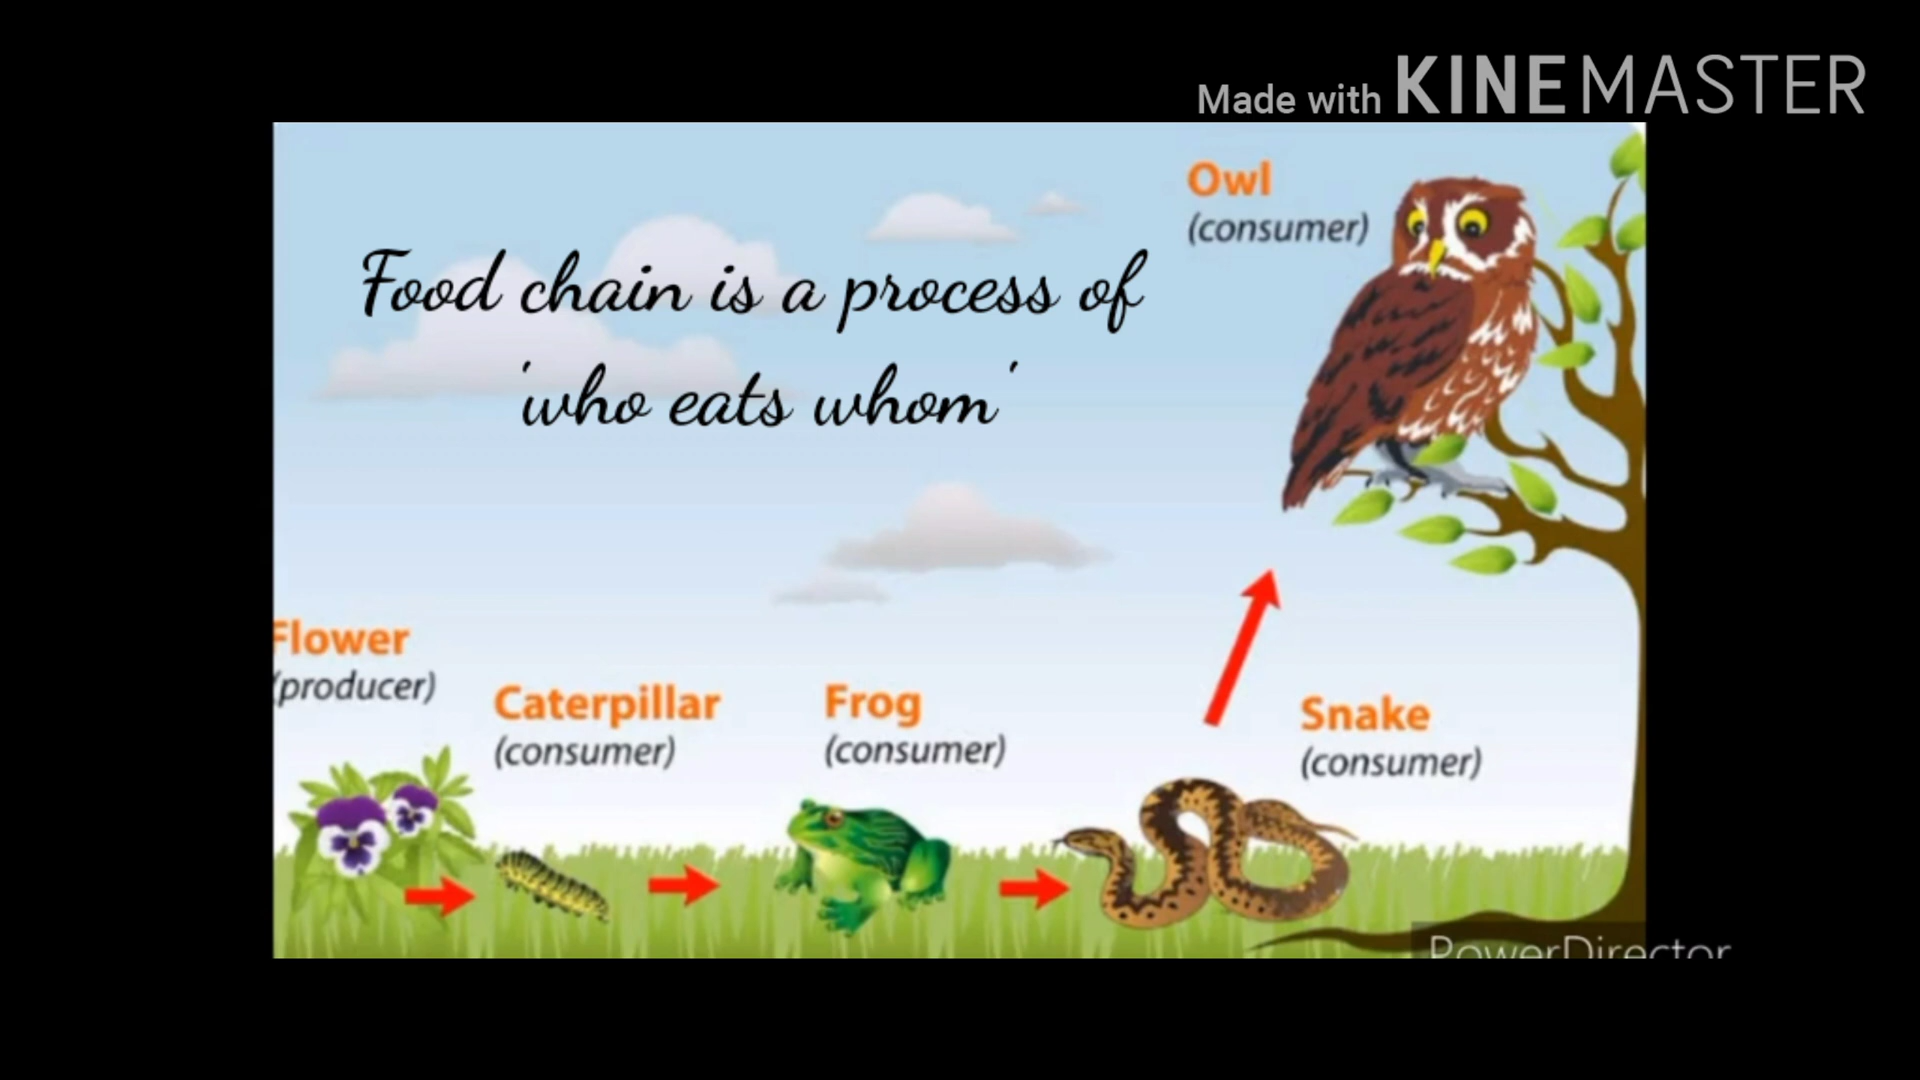 Made with KINEMASTER
Owl
(consumer)
Food chain is a process of
'who eats whom'
Flower
(producer)
Caterpillar
(consumer)
Frog
(consumer)
Snake
(consumer)
PowerDirector